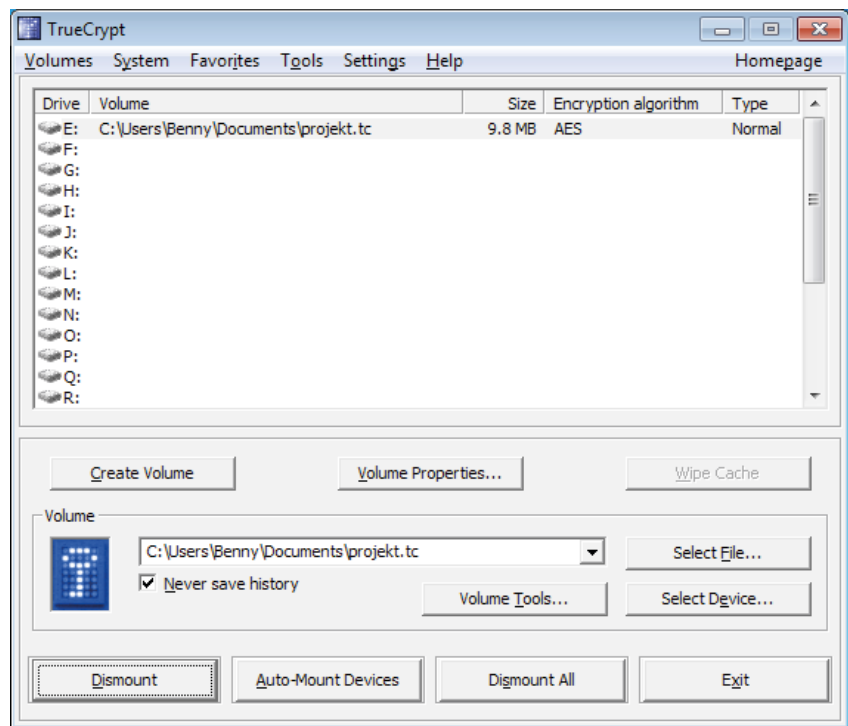 TrueCrypt
Volumes System Favorites Tools Settings Help Homepage
Drive Volume Size Encryption algorithm Type
E: C:\Users\Benny\Documents\projekt.tc 9.8 MB AES Normal
F:
G:
H:
I:
J:
K:
L:
M:
N:
O:
P:
Q:
R:
Create Volume Volume Properties... Wipe Cache
Volume
C:\Users\Benny\Documents\projekt.tc Select File...
Never save history
Volume Tools... Select Device...
Dismount Auto-Mount Devices Dismount All Exit